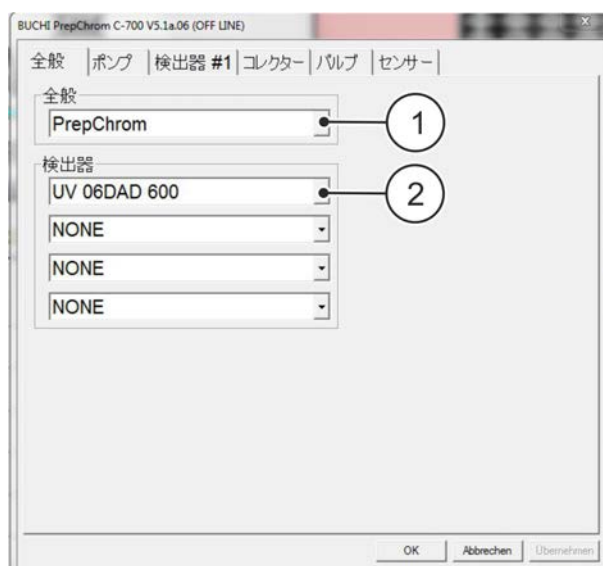 BUCHI PrepChrom C-700 V5.1a.06 (OFF LINE)
全般 ポンプ 検出器 #1 コレクター バルブ センサー
全般
PrepChrom
1
検出器
UV 06DAD 600
2
NONE
NONE
NONE
OK Abbrechen Übernehmen